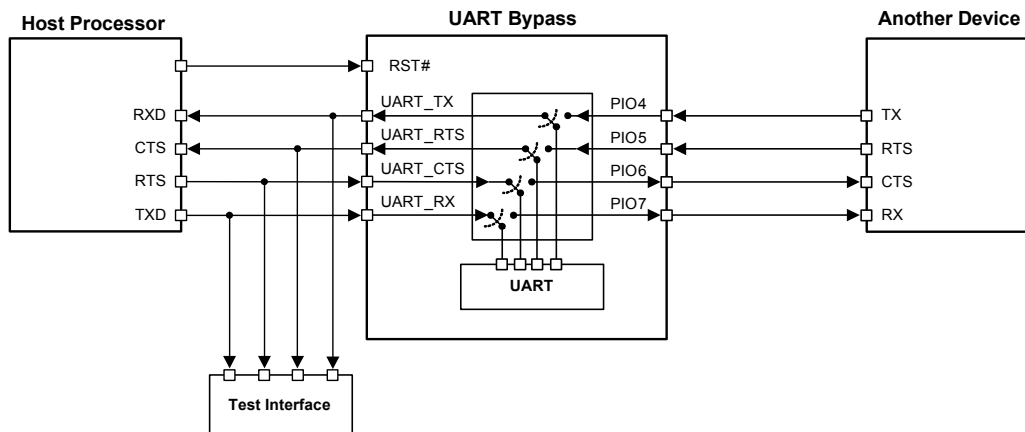 Host Processor
UART Bypass
Another Device
RST#
RXD
UART_TX
PIO4
TX
CTS
UART_RTS
PIO5
RTS
RTS
UART_CTS
PIO6
CTS
TXD
UART_RX
PIO7
RX
UART
Test Interface